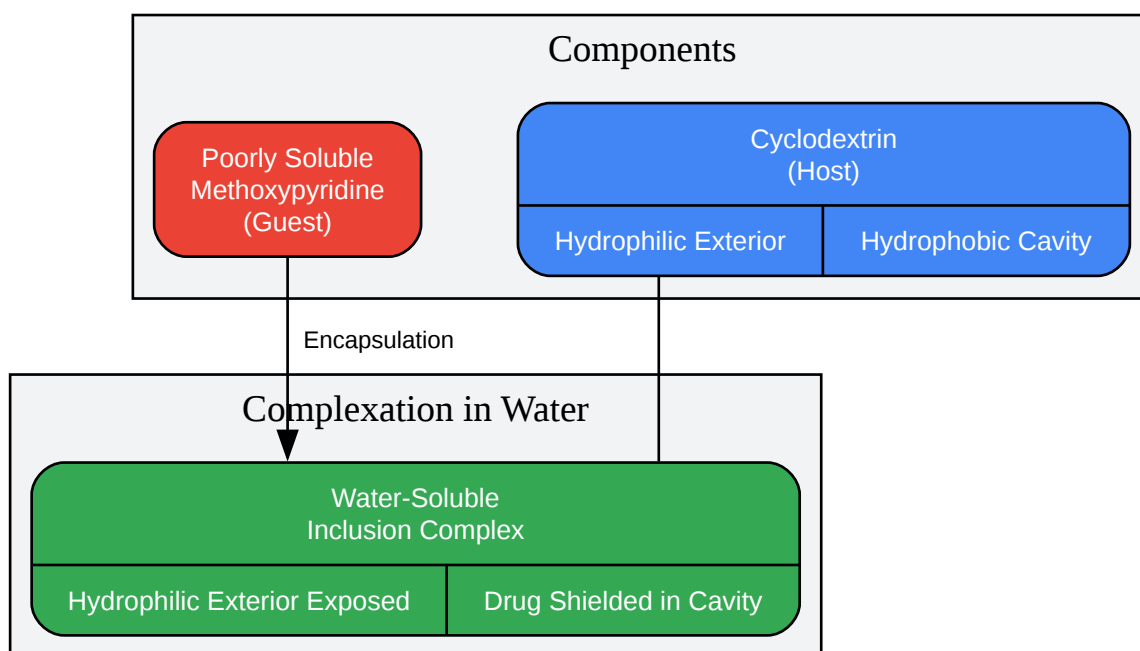 Components
Poorly Soluble
Methoxypyridine
(Guest)
Cyclodextrin
(Host)
Hydrophilic Exterior
Hydrophobic Cavity
Encapsulation
Complexation in Water
Water-Soluble
Inclusion Complex
Hydrophilic Exterior Exposed
Drug Shielded in Cavity